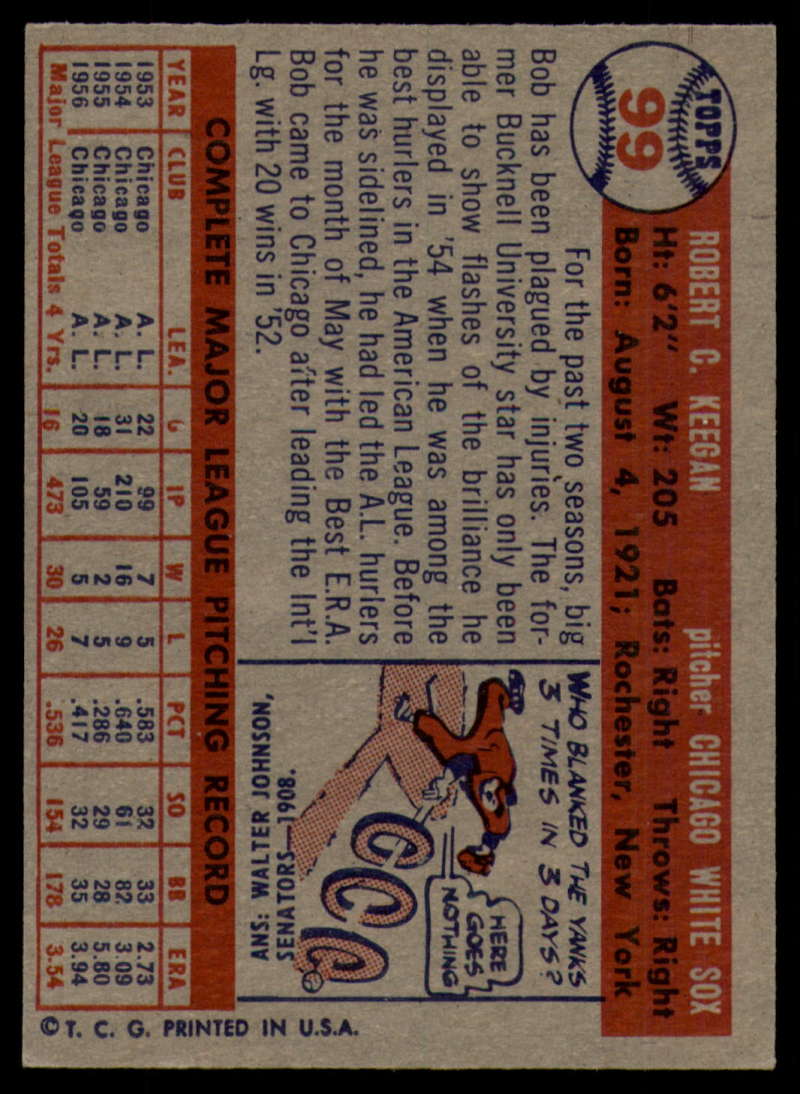 TOPPS
99
ROBERT C. KEEGAN pitcher CHICAGO WHITE SOX
Ht: 6'2" Wt: 205 Bats: Right Throws: Right
Born: August 4, 1921; Rochester, New York
For the past two seasons, big
Bob has been plagued by injuries. The for-
mer Bucknell University star has only been
able to show flashes of the brilliance he
displayed in '54 when he was among the
best hurlers in the American League. Before
he was sidelined, he had led the A.L. hurlers
for the month of May with the Best E.R.A.
Bob came to Chicago after leading the Int'l
Lg. with 20 wins in '52.
WHO BLANKED THE YANKS
3 TIMES IN 3 DAYS?
HERE
GOES
NOTHING
ANS: WALTER JOHNSON,
SENATORS—1908.
COMPLETE MAJOR LEAGUE PITCHING RECORD
YEAR CLUB LEA. G IP W L PCT SO BB ERA
1953 Chicago A. L. 22 99 7 5 .583 32 33 2.73
1954 Chicago A. L. 31 210 16 9 .640 61 82 3.09
1955 Chicago A. L. 18 59 2 5 .286 29 28 5.80
1956 Chicago A. L. 20 105 5 7 .417 32 35 3.94
Major League Totals 4 Yrs. 16 473 30 26 .536 154 178 3.54
© T. C. G. PRINTED IN U.S.A.